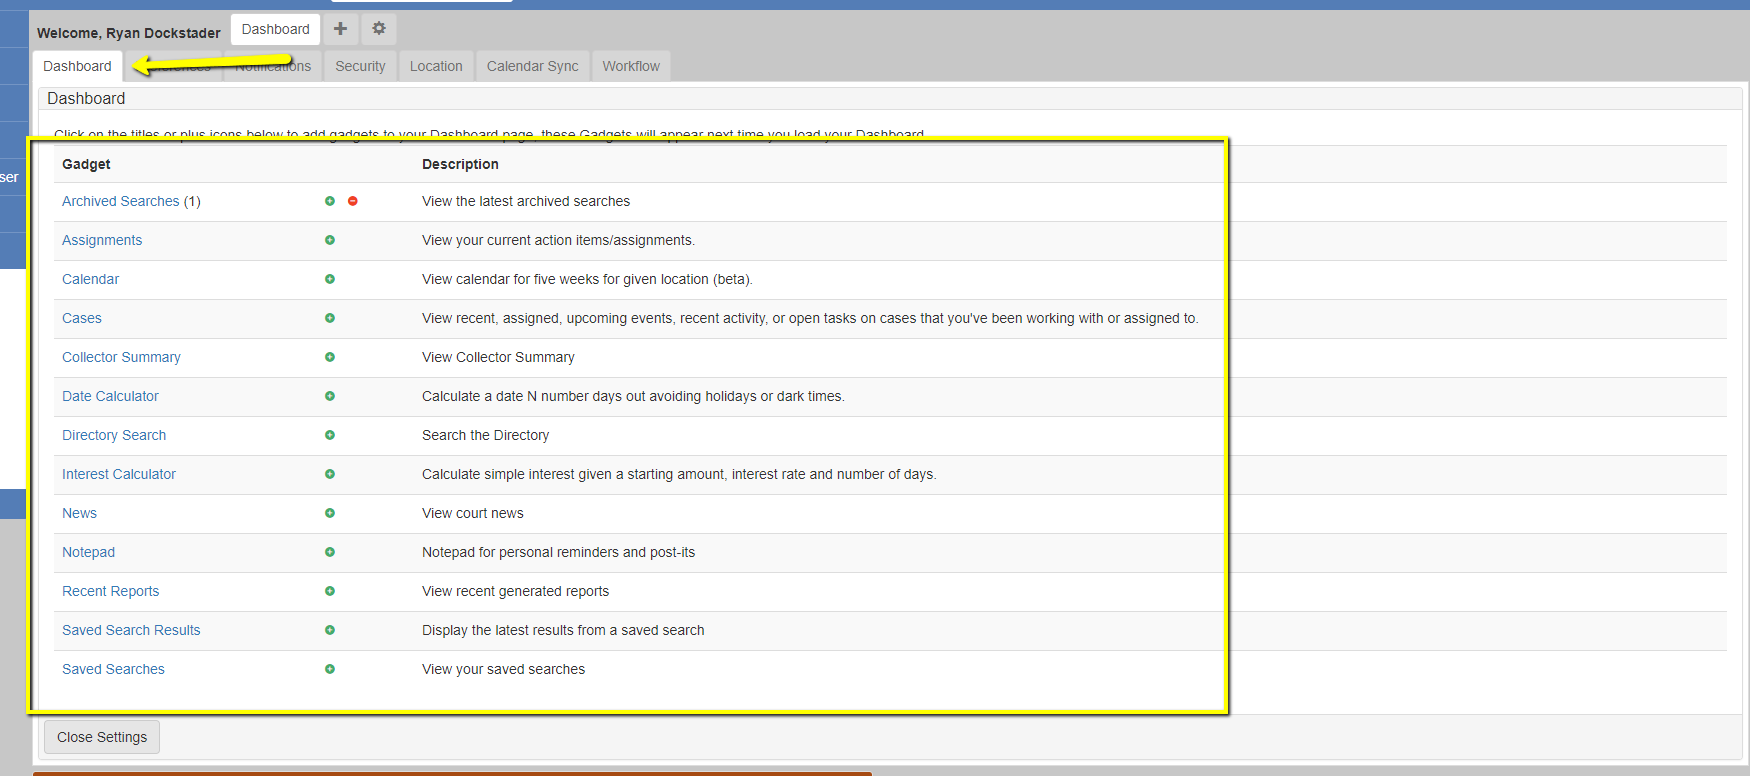 Welcome, Ryan Dockstader Dashboard
Dashboard Preferences Notifications Security Location Calendar Sync Workflow
Dashboard
ser
Click on the titles or plus icons below to add gadgets to your Dashboard page, these Gadgets will appear next time you load your Dashboard.
Gadget Description
Archived Searches (1) View the latest archived searches
Assignments View your current action items/assignments.
Calendar View calendar for five weeks for given location (beta).
Cases View recent, assigned, upcoming events, recent activity, or open tasks on cases that you've been working with or assigned to.
Collector Summary View Collector Summary
Date Calculator Calculate a date N number days out avoiding holidays or dark times.
Directory Search Search the Directory
Interest Calculator Calculate simple interest given a starting amount, interest rate and number of days.
News View court news
Notepad Notepad for personal reminders and post-its
Recent Reports View recent generated reports
Saved Search Results Display the latest results from a saved search
Saved Searches View your saved searches
Close Settings